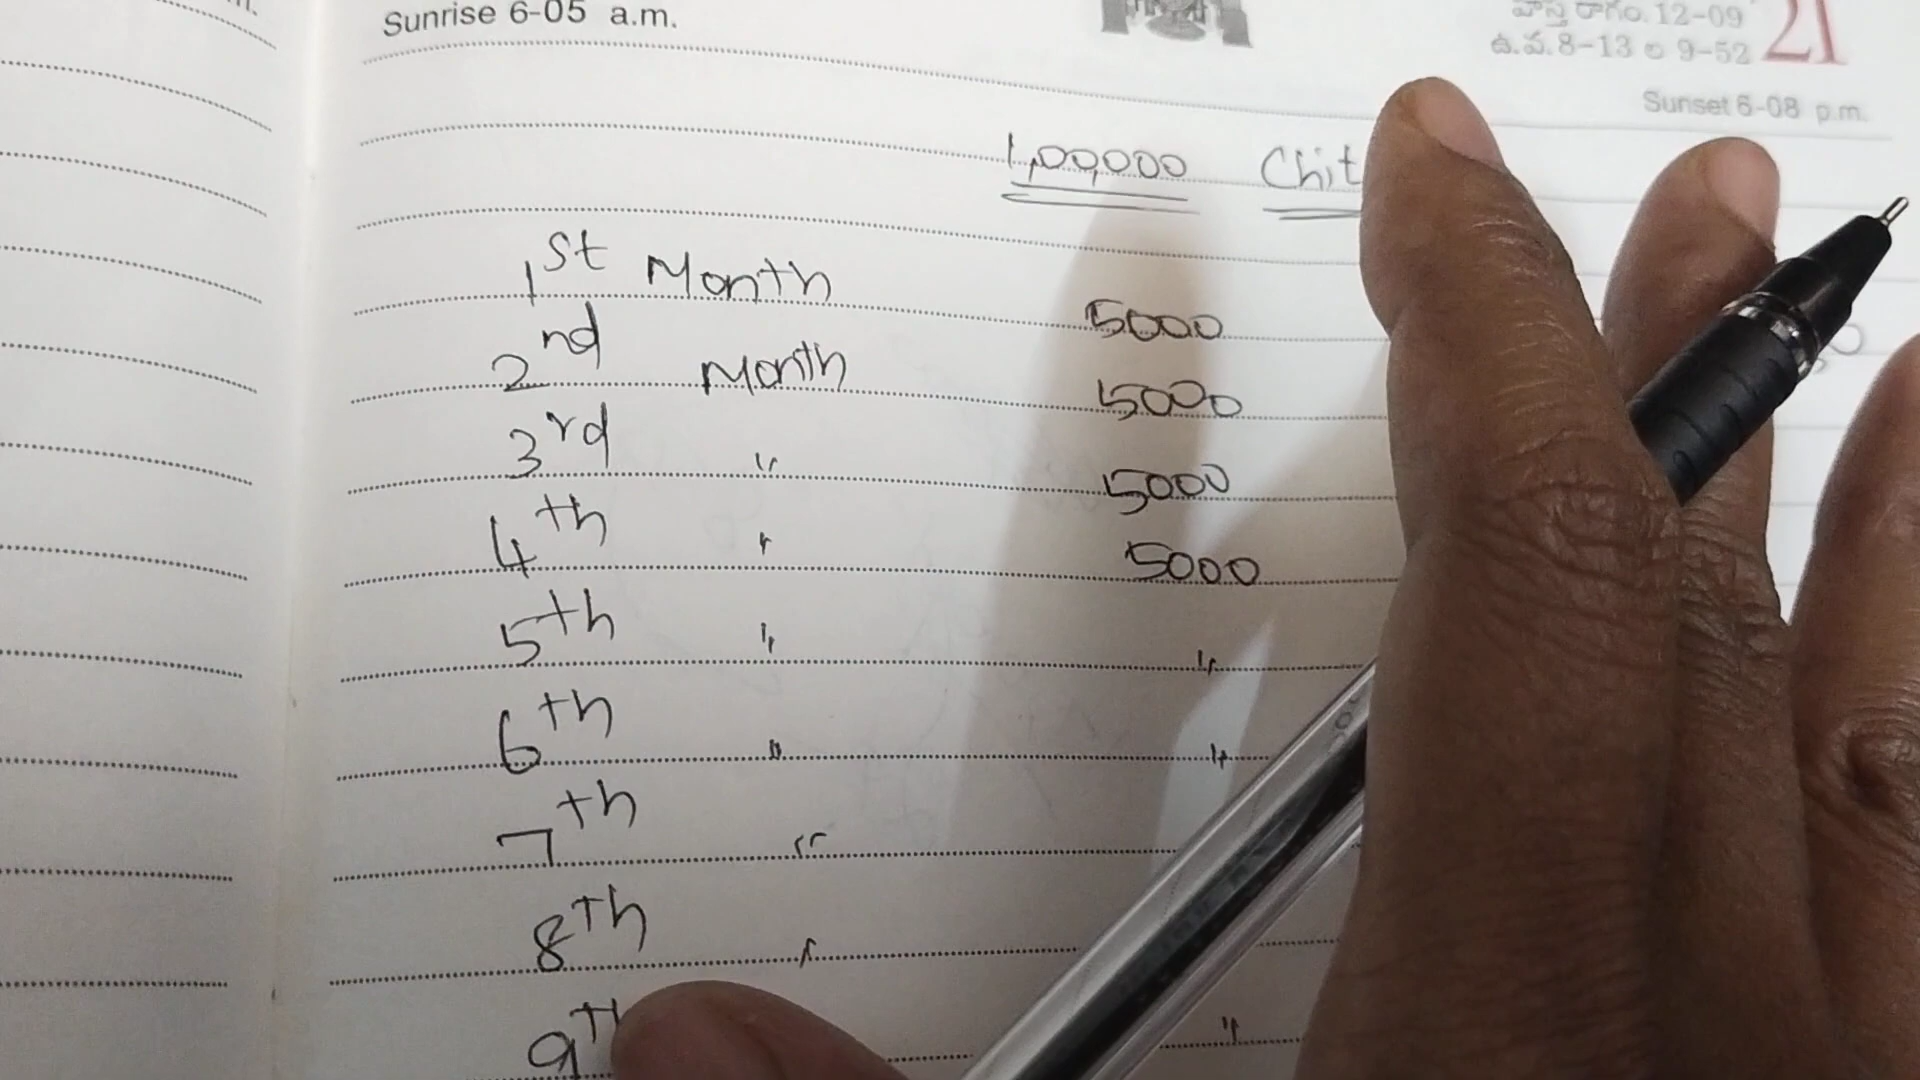 Sunrise 6-05 a.m.
12-09
21
8-13 ల 9-52
Sunset 6-08 p.m.
1,00,000 Chit
1st Month 5000
2nd Month 5000
3rd " 5000
4th " 5000
5th " "
6th " "
7th "
8th "
9th "